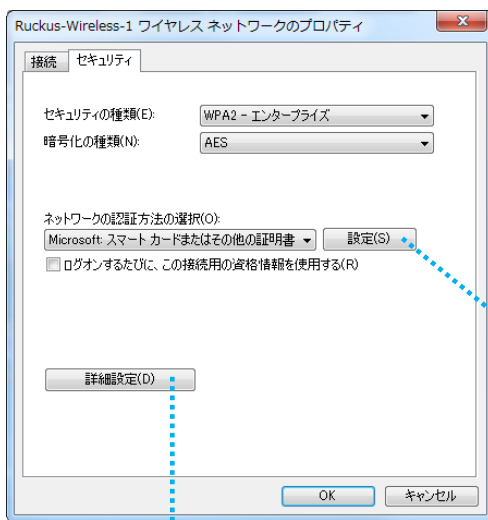 Ruckus-Wireless-1 ワイヤレス ネットワークのプロパティ
接続 セキュリティ
セキュリティの種類(E): WPA2 - エンタープライズ
暗号化の種類(N): AES
ネットワークの認証方法の選択(O):
Microsoft: スマート カードまたはその他の証明書 設定(S)
ログオンするたびに、この接続用の資格情報を使用する(R)
詳細設定(D)
OK キャンセル